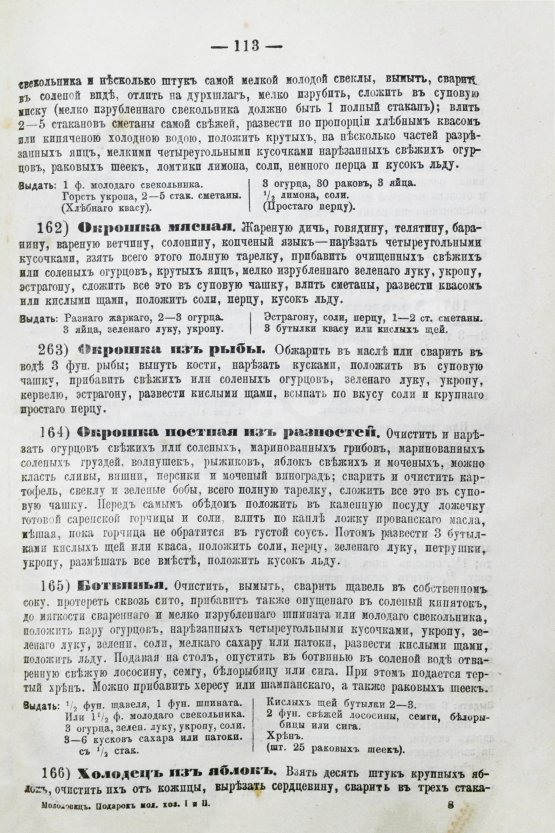 — 113 —
свекольника и нѣсколько штукъ самой мелкой молодой свеклы, вымыть, сварить
въ соленой видѣ, отлить на дуршлагъ, мелко изрубить, сложить въ суповую
миску (мелко изрубленнаго свекольника должно быть 1 полный стаканъ); влить
2—5 стакановъ сметаны самой свѣжей, развести по пропорціи хлѣбнымъ квасомъ
или кипяченою холодною водою, положить крутыхъ, на нѣсколько частей разрѣ-
занныхъ яицъ, мелкими четыреугольными кусочками нарѣзанныхъ свѣжихъ огур-
цовъ, раковыхъ шеекъ, ломтики лимона, соли, немного перца и кусокъ льду.
Выдать: 1 ф. молодаго свекольника.
Горсть укропа, 2—5 стак. сметаны.
(Хлѣбнаго квасу).
3 огурца, 30 раковъ, 3 яйца.
½ лимона, соли.
(Простаго перцу).
162) Окрошка мясная. Жареную дичь, говядину, телятину, бара-
нину, вареную ветчину, солонину, копченый языкъ—нарѣзать четыреугольными
кусочками, взять всего этого полную тарелку, прибавить очищенныхъ свѣжихъ
или соленыхъ огурцовъ, крутыхъ яицъ, мелко изрубленнаго зеленаго луку, укропу,
эстрагону, сложить все это въ суповую чашку, влить сметаны, развести квасомъ
или кислыми щами, положить соли, перцу, кусокъ льду.
Выдать: Разнаго жаркаго, 2—3 огурца.
3 яйца, зеленаго луку, укропу.
Эстрагону, соли, перцу, 1—2 ст. сметаны.
3 бутылки квасу или кислыхъ щей.
263) Окрошка изъ рыбы. Обжарить въ маслѣ или сварить въ
водѣ 3 фун. рыбы; вынуть кости, нарѣзать кусками, положить въ суповую
чашку, прибавить свѣжихъ или соленыхъ огурцовъ, зеленаго луку, укропу,
кервелю, эстрагону, развести кислыми щами, всыпать по вкусу соли и крупнаго
простаго перцу.
164) Окрошка постная изъ разностей. Очистить и нарѣ-
зать огурцовъ свѣжихъ или соленыхъ, маринованныхъ грибовъ, маринованныхъ
соленыхъ груздей, волнушекъ, рыжиковъ, яблокъ свѣжихъ и моченыхъ, можно
класть сливы, вишни, персики и моченый виноградъ; сварить и очистить кар-
тофель, свеклу и зеленые бобы, всего полную тарелку, сложить все это въ супо-
вую чашку. Передъ самымъ обѣдомъ положить въ каменную посуду ложечку
готовой сарепской горчицы и соли, влить по каплѣ ложку прованскаго масла,
мѣшая, пока горчица не обратится въ густой соусъ. Потомъ развести 3 бутыл-
ками кислыхъ щей или кваса, положить соли, перцу, зеленаго луку, петрушки,
укропу, размѣшать все вмѣстѣ, положить кусокъ льду.
165) Ботвинья. Очистить, вымыть, сварить щавель въ собственномъ
соку. протереть сквозь сито, прибавить также опущеннаго въ соленый кипятокъ,
до мягкости свареннаго и мелко изрубленнаго шпината или молодаго свекольника,
положить пару огурцовъ, нарѣзанныхъ четыреугольными кусочками, укропу, зе-
ленаго луку, зелени. соли, мелкаго сахару или патоки, развести кислыми щами,
положить льду. Подавая на столъ, опустить въ ботвинью въ соленой водѣ отва-
ренную свѣжую лососину, семгу, бѣлорыбицу или сига. При этомъ подается тер-
тый хрѣнъ. Можно прибавить хересу или шампанскаго, а также раковыхъ шеекъ.
Выдать: ½ фун. щавеля, 1 фун. шпината.
Или 1½ ф. молодаго свекольника.
3 огурца, зелен. луку, укропу, соли.
3—6 кусковъ сахара или патоки.
съ ½ стак.
Кислыхъ щей бутылки 2—3.
2 фун. свѣжей лососины, семги, бѣлоры-
бицы или сига.
Хрѣнъ.
(шт. 25 раковыхъ шеекъ).
166) Холодецъ изъ яблокъ. Взять десять штукъ крупныхъ яб-
локъ, очистить ихъ отъ кожицы, вырѣзать сердцевину, сварить въ трехъ стака-
Молоховецъ. Подарокъ мол. хоз. I и II. 8